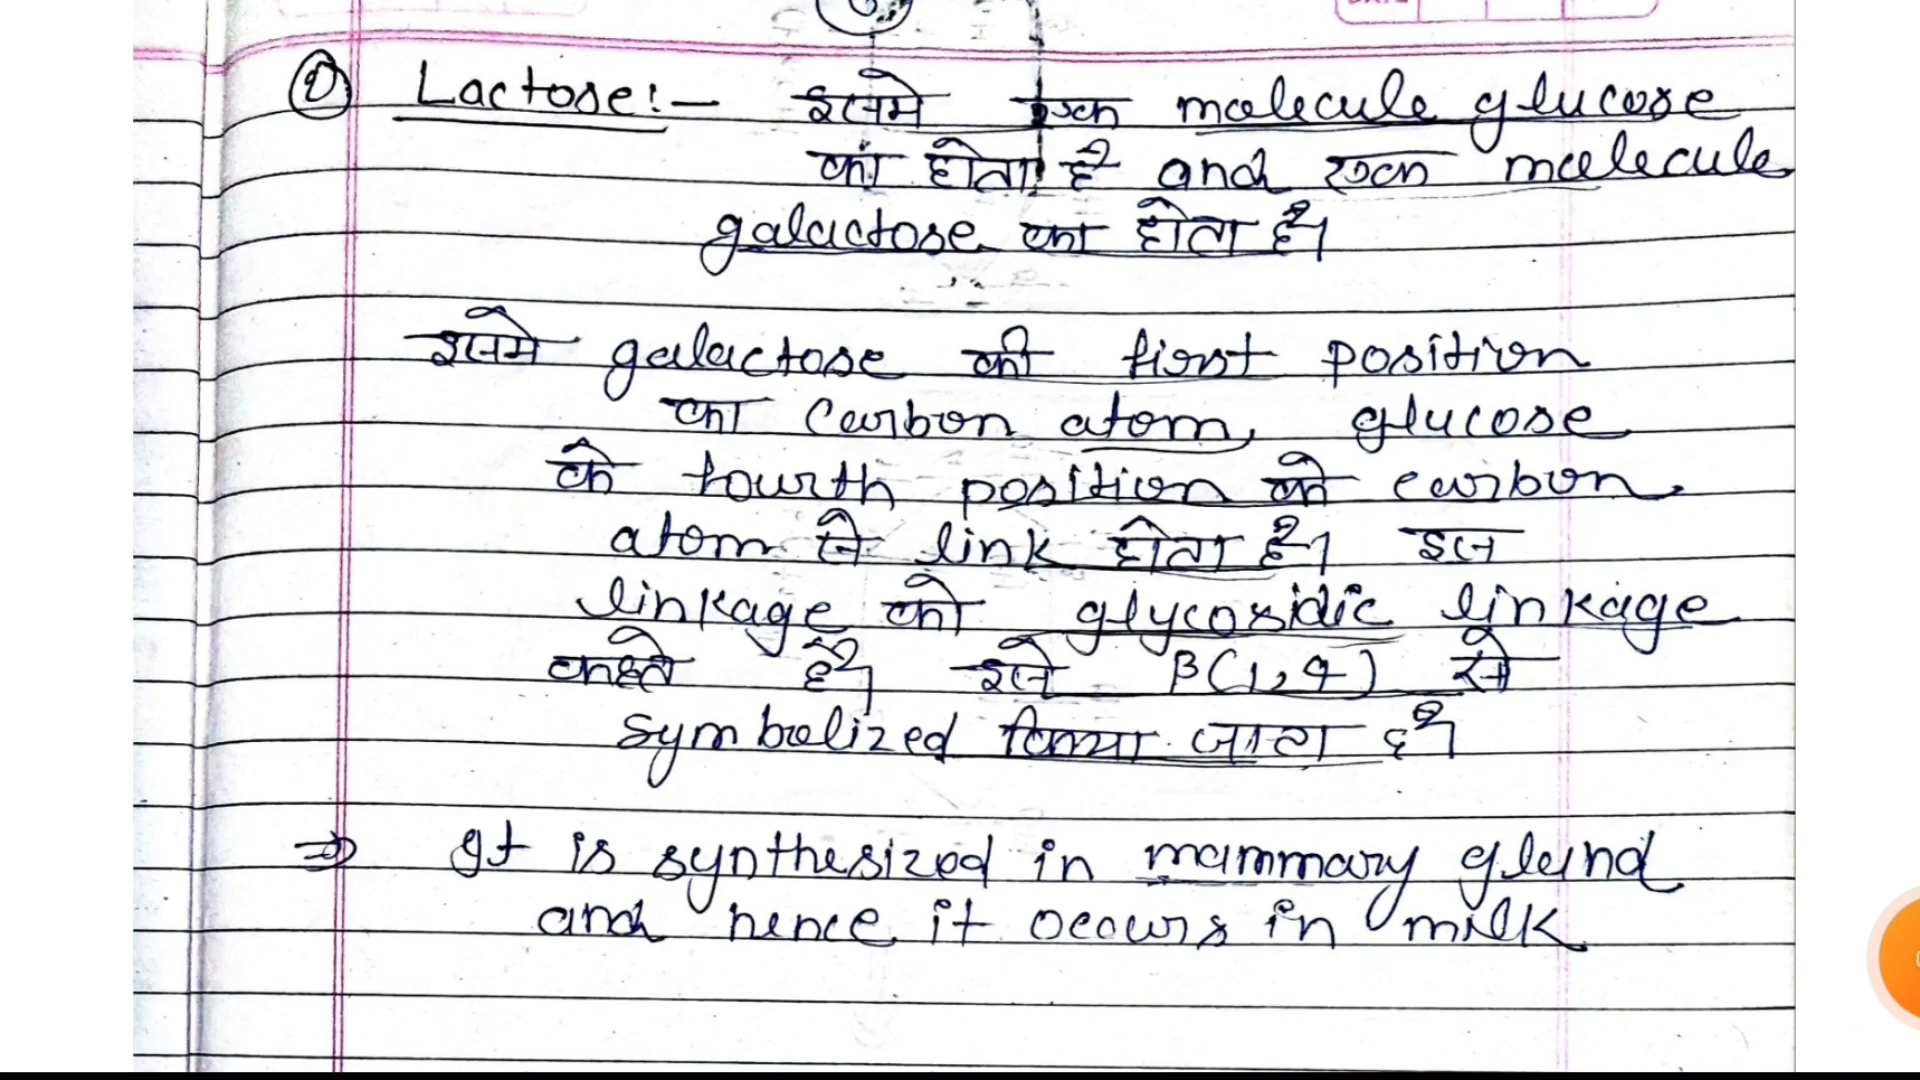 ① Lactose:- इसमे एक molecule glucose
का होता है and एक molecule
galactose का होता है।
इसमे galactose की first position
का carbon atom, glucose
के fourth position के carbon
atom से link होता है। इस
linkage को glycosidic linkage
कहते है। इसे β(1,4) से
symbolized किया जाता है।
⇒ It is synthesized in mammary gland
and hence it occurs in milk